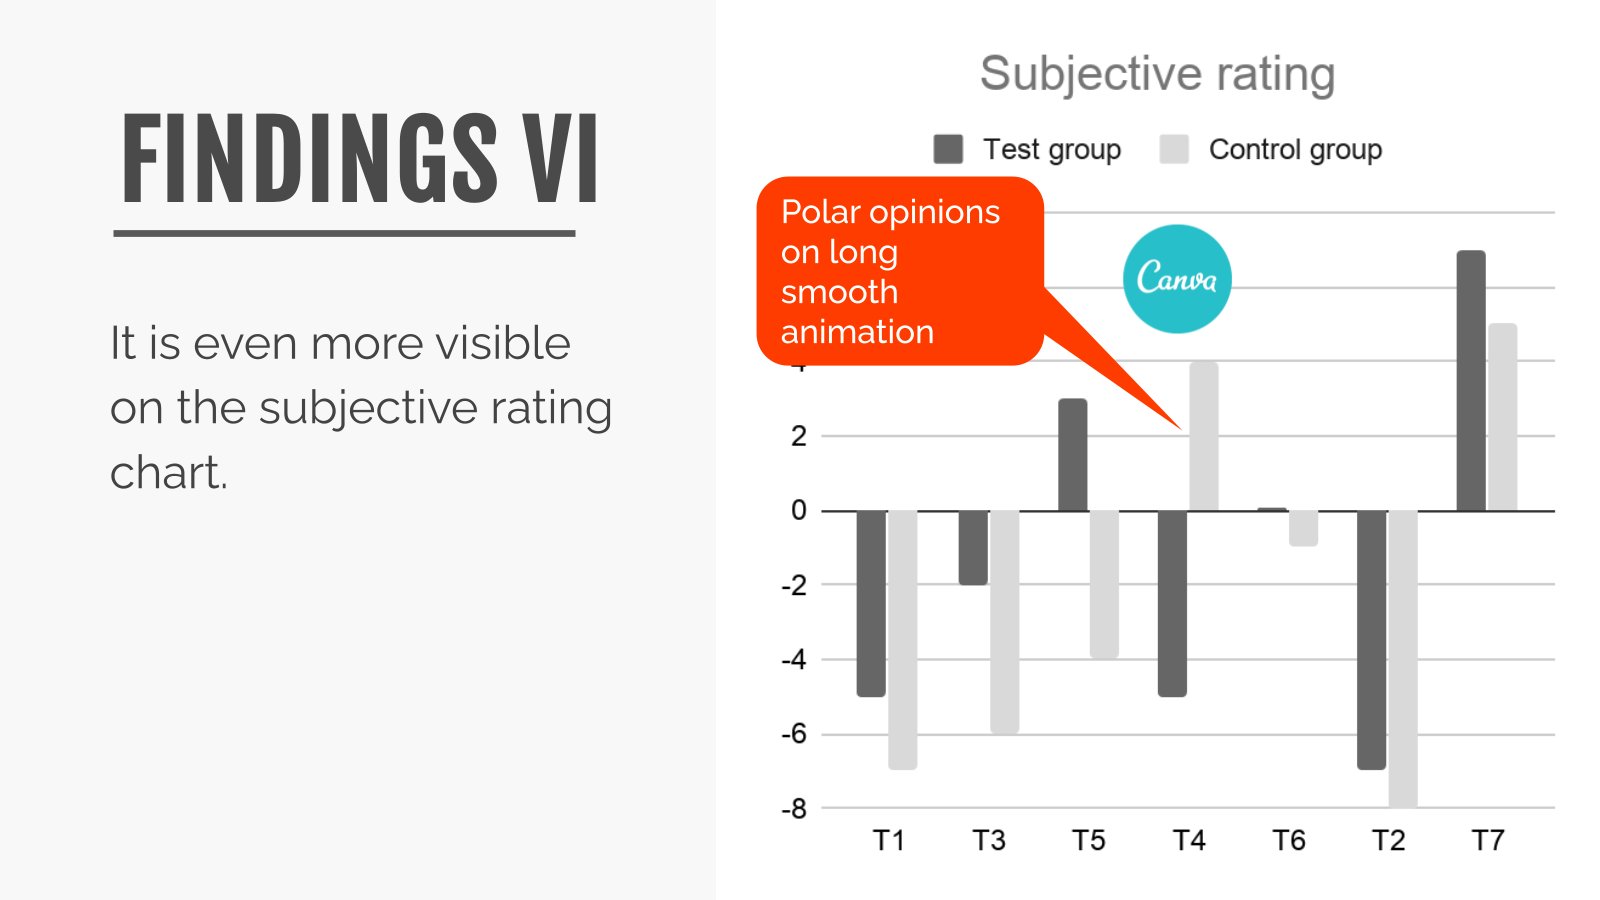 FINDINGS VI
It is even more visible
on the subjective rating
chart.
Subjective rating
Test group
Control group
Polar opinions
on long
smooth
animation
Canva
2
0
-2
-4
-6
-8
T1 T3 T5 T4 T6 T2 T7